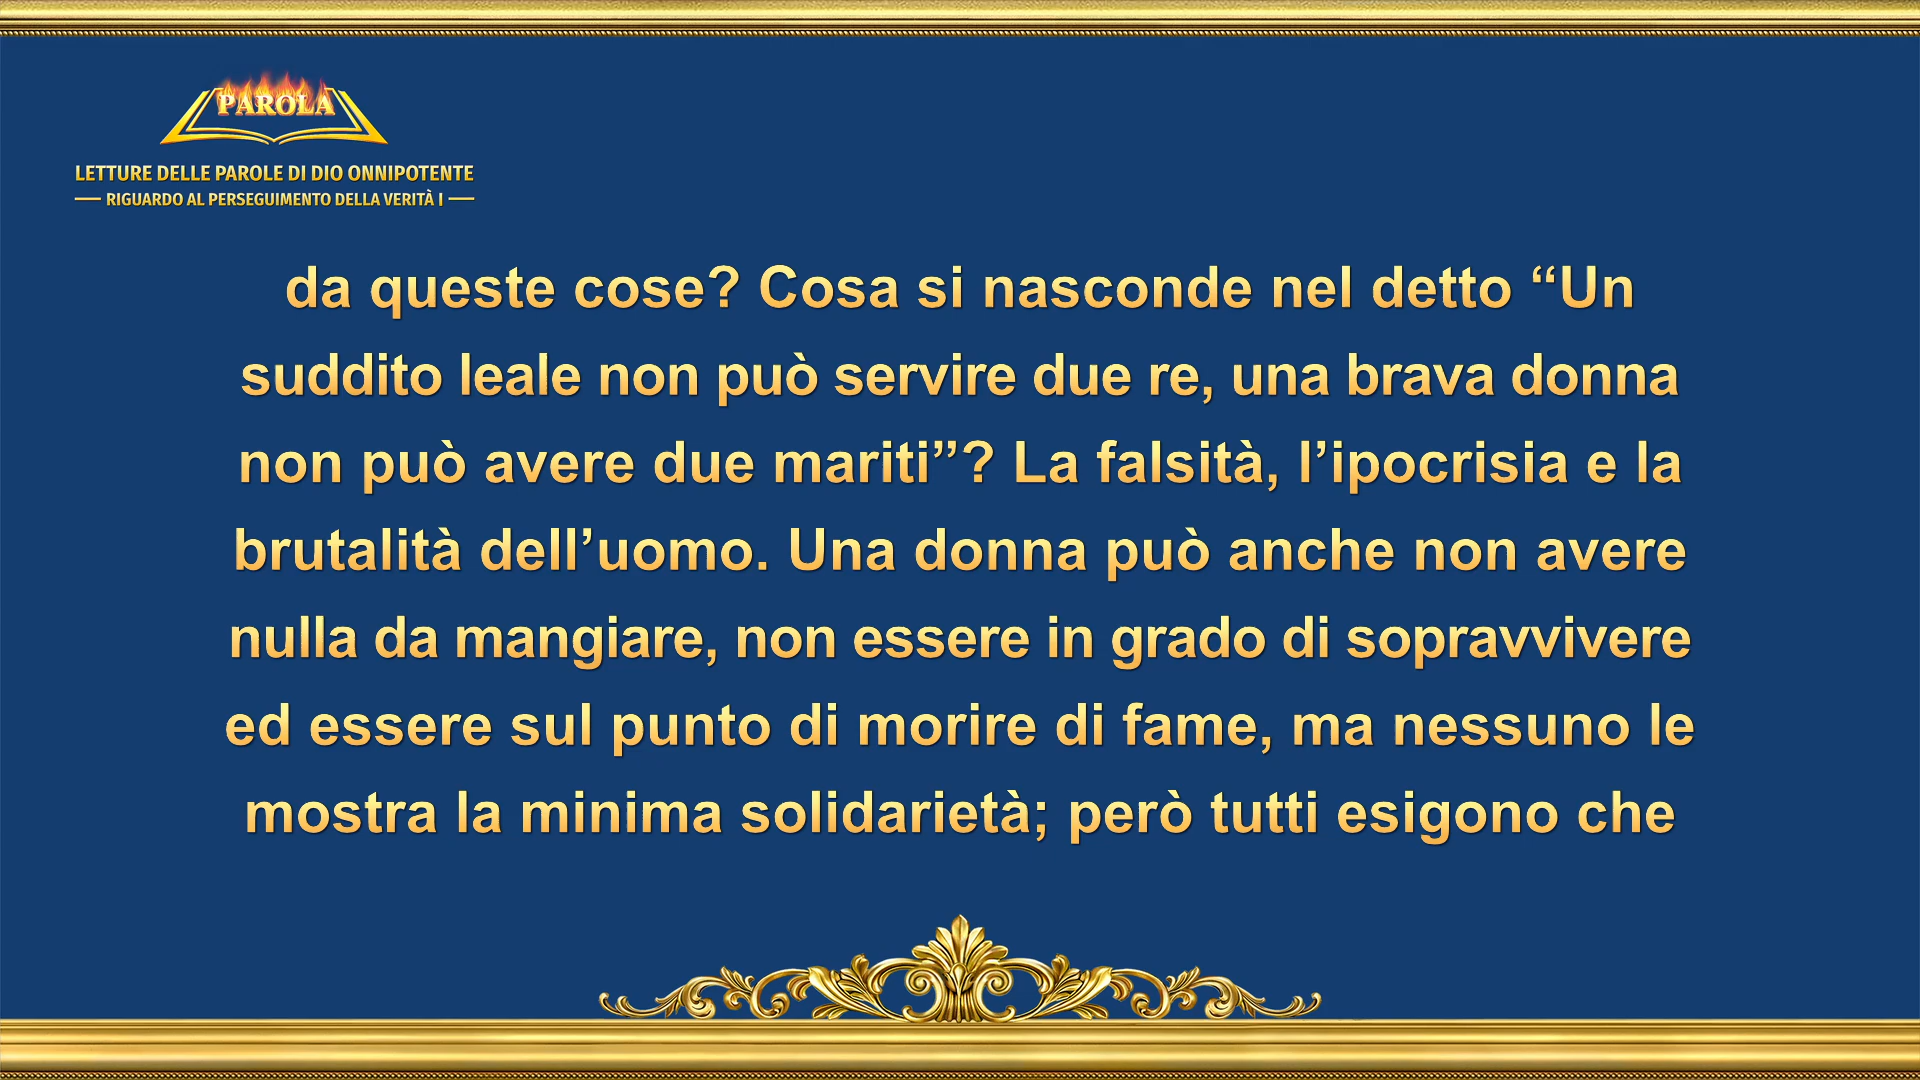 PAROLA
LETTURE DELLE PAROLE DI DIO ONNIPOTENTE
RIGUARDO AL PERSEGUIMENTO DELLA VERITÀ I
da queste cose? Cosa si nasconde nel detto “Un
suddito leale non può servire due re, una brava donna
non può avere due mariti”? La falsità, l’ipocrisia e la
brutalità dell’uomo. Una donna può anche non avere
nulla da mangiare, non essere in grado di sopravvivere
ed essere sul punto di morire di fame, ma nessuno le
mostra la minima solidarietà; però tutti esigono che